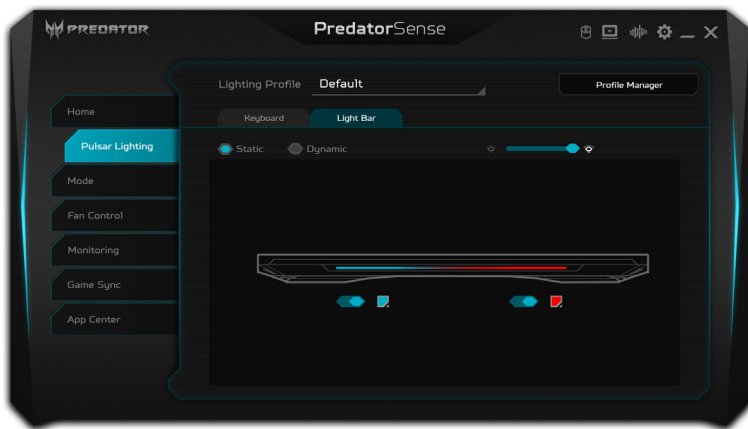 PREDATOR
PredatorSense
Lighting Profile Default
Profile Manager
Home
Keyboard Light Bar
Pulsar Lighting
Static Dynamic
Mode
Fan Control
Monitoring
Game Sync
App Center